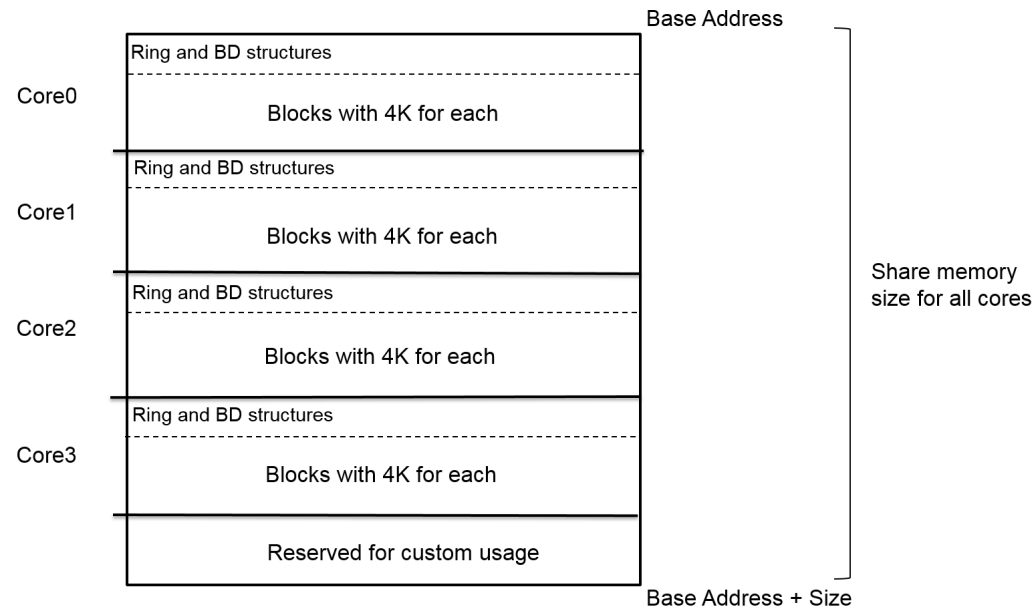 Base Address
Ring and BD structures
Core0
Blocks with 4K for each
Ring and BD structures
Core1
Blocks with 4K for each
Share memory
size for all cores
Ring and BD structures
Core2
Blocks with 4K for each
Ring and BD structures
Core3
Blocks with 4K for each
Reserved for custom usage
Base Address + Size